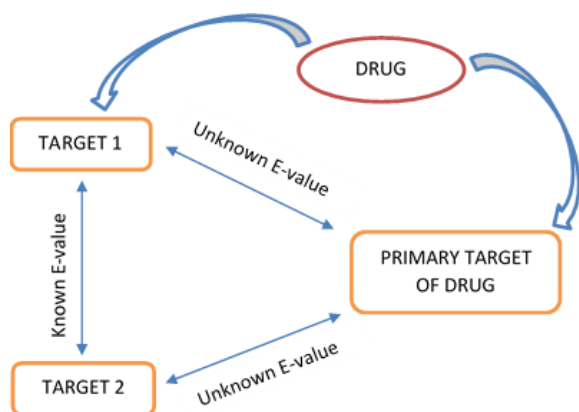 DRUG
TARGET 1
Unknown E-value
Known E-value
PRIMARY TARGET
OF DRUG
TARGET 2
Unknown E-value